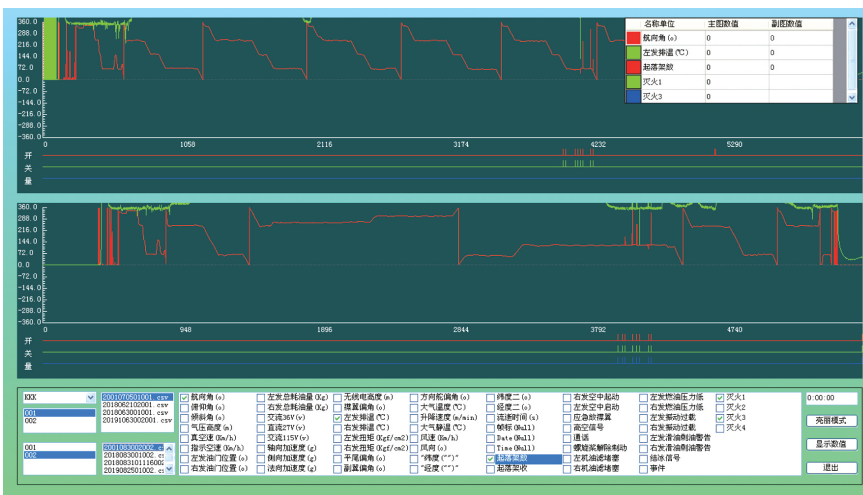 名称单位 主图数值 副图数值
航向角(o) 0 0
左发排温(℃) 0 0
起落架放 0 0
灭火1 0
灭火3 0
360.0
288.0
216.0
144.0
72.0
0.0
-72.0
-144.0
-216.0
-288.0
-360.0
0 1058 2116 3174 4232 5290
开
关
量
360.0
288.0
216.0
144.0
72.0
0.0
-72.0
-144.0
-216.0
-288.0
-360.0
0 948 1896 2844 3792 4740
开
关
量
KKK
001
002
2001070501001.csv
2018062102001.csv
2018063001001.csv
20191063002001.csv
001
002
2001083002002.c
2018083001002.c
20180831011160
2019082501002.c
航向角(o) 左发总耗油量(Kg) 无线电高度(m) 方向舵偏角(o) 纬度二(o) 右发空中起动 左发燃油压力低 灭火1
俯仰角(o) 右发总耗油量(Kg) 襟翼偏角(o) 大气温度(℃) 经度二(o) 左发空中启动 右发燃油压力低 灭火2
倾斜角(o) 交流36V(v) 左发排温(℃) 升降速度(m/min) 流逝时间(s) 应急放襟翼 左发振动过载 灭火3
气压高度(m) 直流27V(v) 右发排温(℃) 大气静温(℃) 帧标(Null) 高空信号 右发振动过载 灭火4
真空速(Km/h) 交流115V(v) 左发扭矩(Kgf/cm2) 风速(Km/h) Date(Null) 通话 左发滑油剩油警告
指示空速(Km/h) 轴向加速度(g) 右发扭矩(Kgf/cm2) 风向(o) Time(Null) 螺旋桨解除制动 右发滑油剩油警告
左发油门位置(o) 侧向加速度(g) 平尾偏角(o) "纬度(°")" 起落架放 左机油滤堵塞 结冰信号
右发油门位置(o) 法向加速度(g) 副翼偏角(o) "经度(°")" 起落架收 右机油滤堵塞 事件
0:00:00
亮丽模式
显示数值
退出